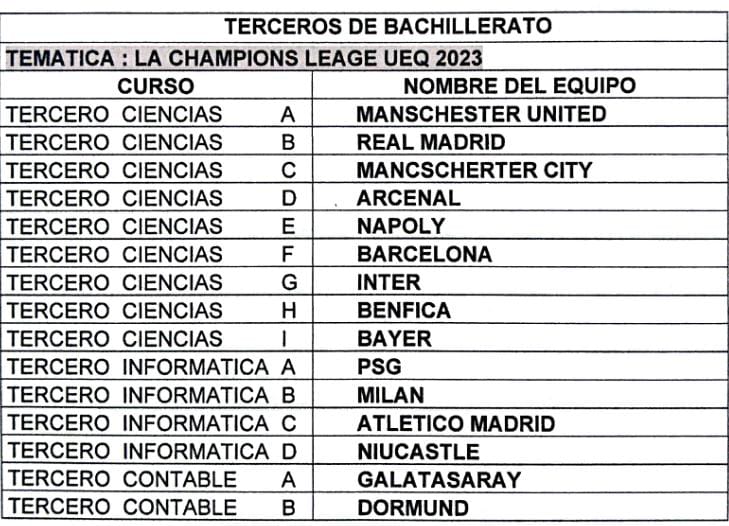 TERCEROS DE BACHILLERATO
TEMATICA : LA CHAMPIONS LEAGE UEQ 2023
CURSO NOMBRE DEL EQUIPO
TERCERO CIENCIAS A MANSCHESTER UNITED
TERCERO CIENCIAS B REAL MADRID
TERCERO CIENCIAS C MANCSCHERTER CITY
TERCERO CIENCIAS D ARCENAL
TERCERO CIENCIAS E NAPOLY
TERCERO CIENCIAS F BARCELONA
TERCERO CIENCIAS G INTER
TERCERO CIENCIAS H BENFICA
TERCERO CIENCIAS I BAYER
TERCERO INFORMATICA A PSG
TERCERO INFORMATICA B MILAN
TERCERO INFORMATICA C ATLETICO MADRID
TERCERO INFORMATICA D NIUCASTLE
TERCERO CONTABLE A GALATASARAY
TERCERO CONTABLE B DORMUND